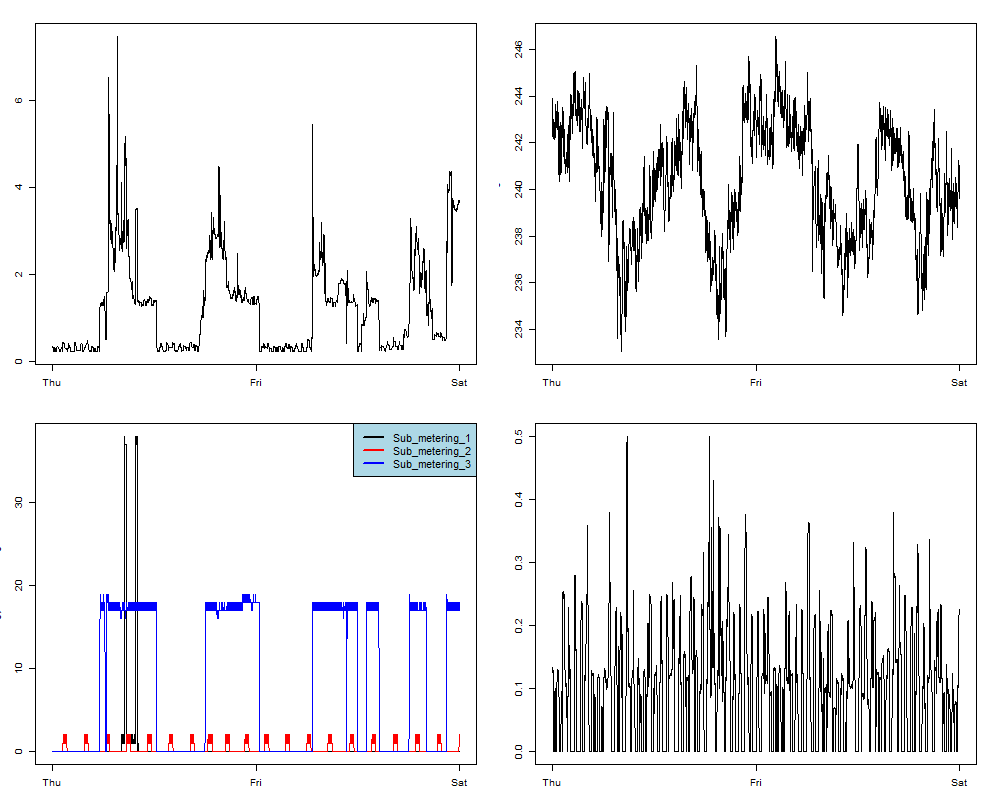 0
2
4
6
Thu
Fri
Sat
234
236
238
240
242
244
246
Thu
Fri
Sat
Sub_metering_1
Sub_metering_2
Sub_metering_3
0
10
20
30
Thu
Fri
Sat
0.0
0.1
0.2
0.3
0.4
0.5
Thu
Fri
Sat